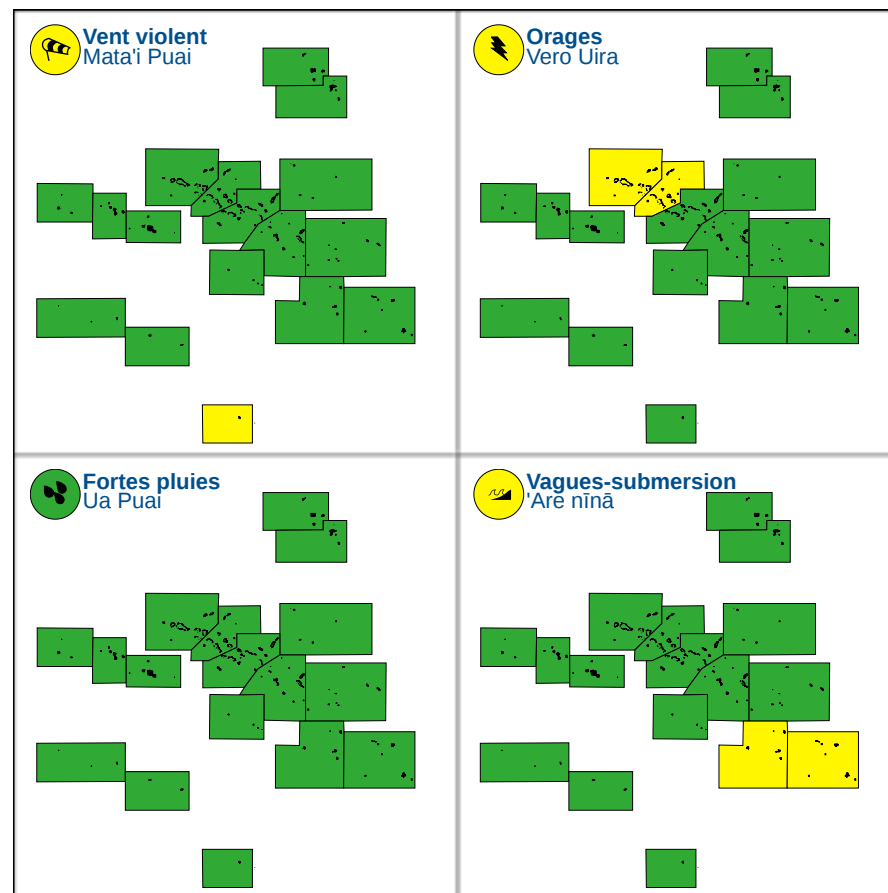 Vent violent
Mata'i Puai
Orages
Vero Uira
Fortes pluies
Ua Puai
Vagues-submersion
'Are nīnā